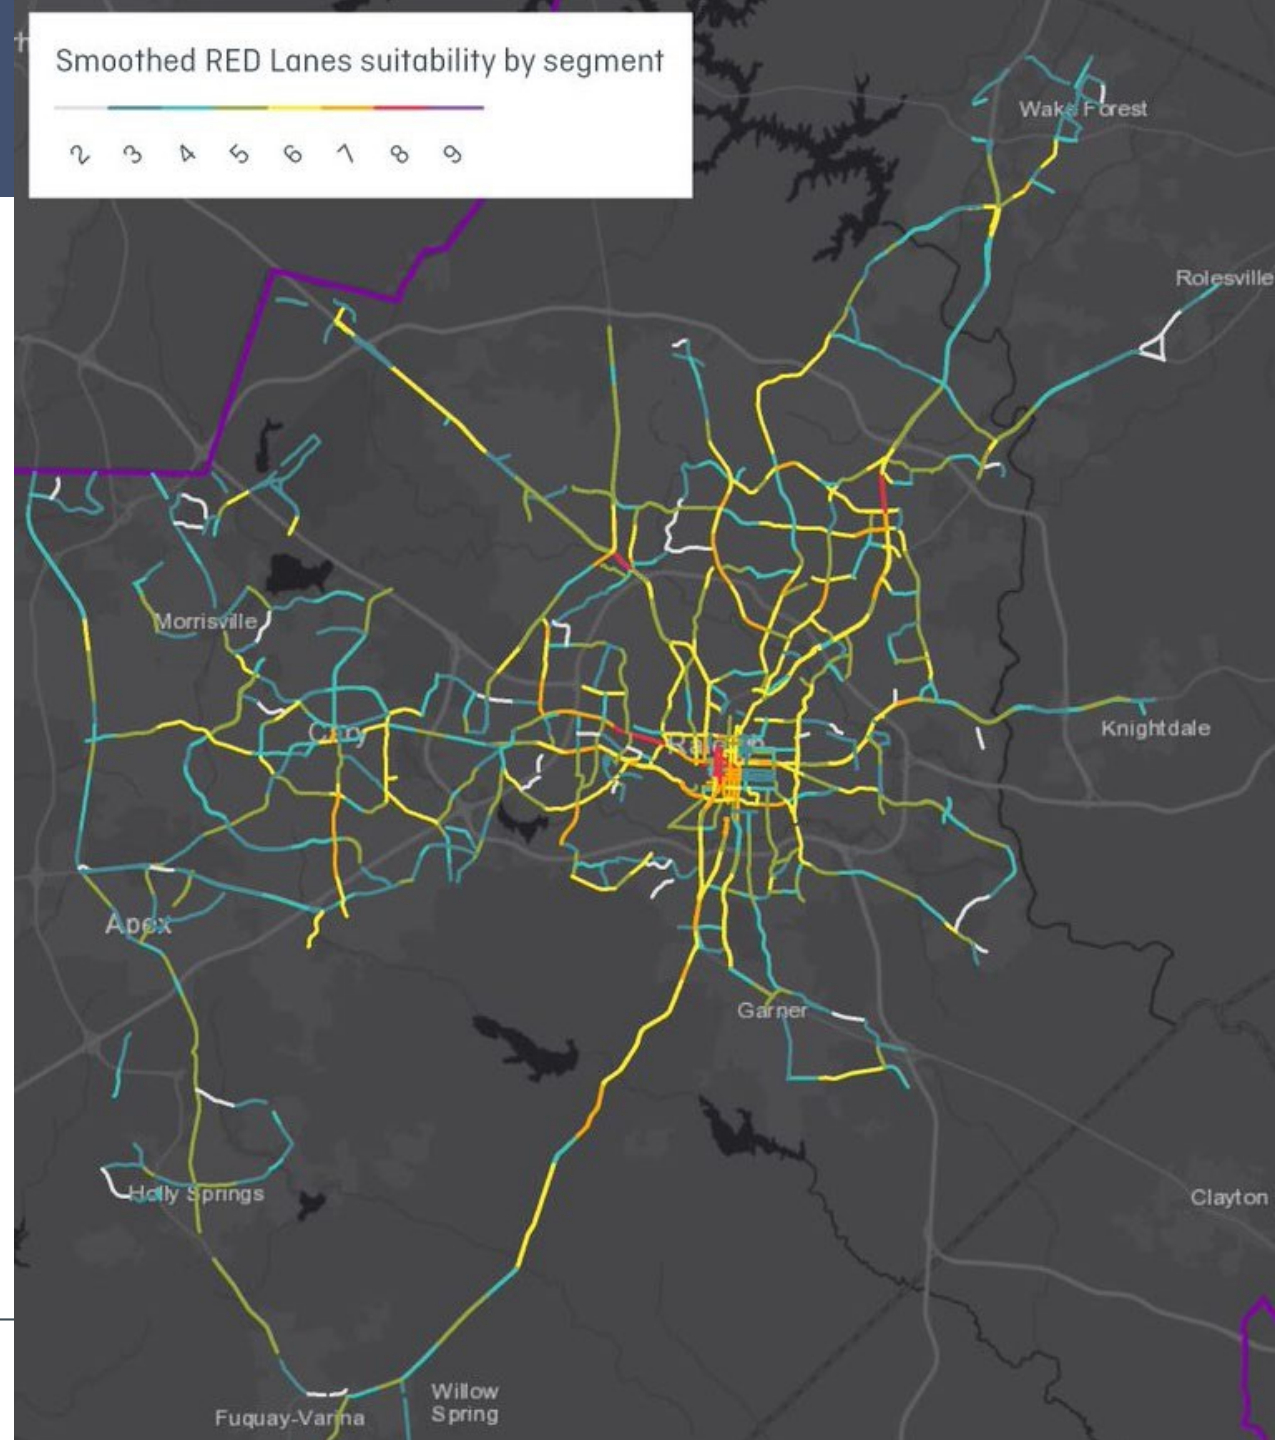 Smoothed RED Lanes suitability by segment
2 3 4 5 6 7 8 9
Wake Forest
Rolesville
Morrisville
Cary
Raleigh
Knightdale
Apex
Garner
Holly Springs
Clayton
Willow
Spring
Fuquay-Varina